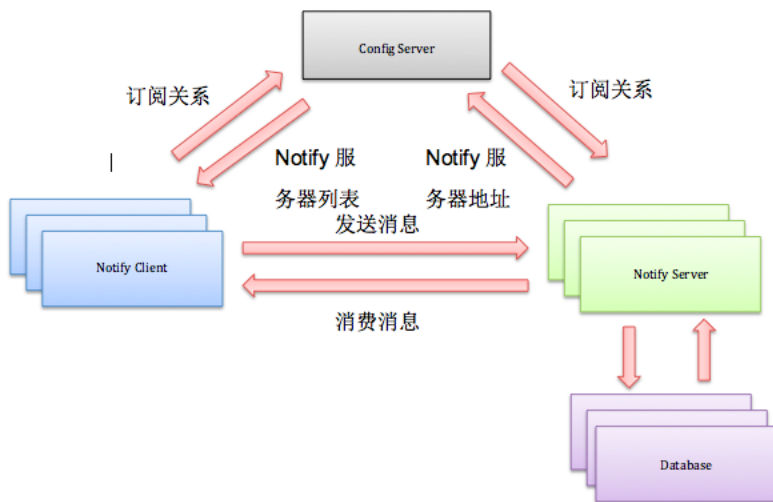 Config Server
订阅关系
订阅关系
Notify 服
务器列表
Notify 服
务器地址
发送消息
Notify Client
Notify Server
消费消息
Database